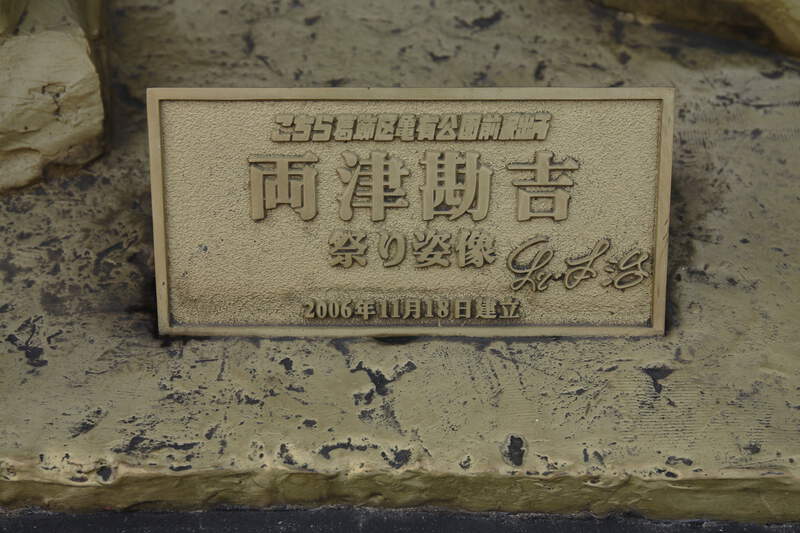 こちら葛飾区亀有公園前派出所
両津勘吉
祭り姿像
2006年11月18日建立